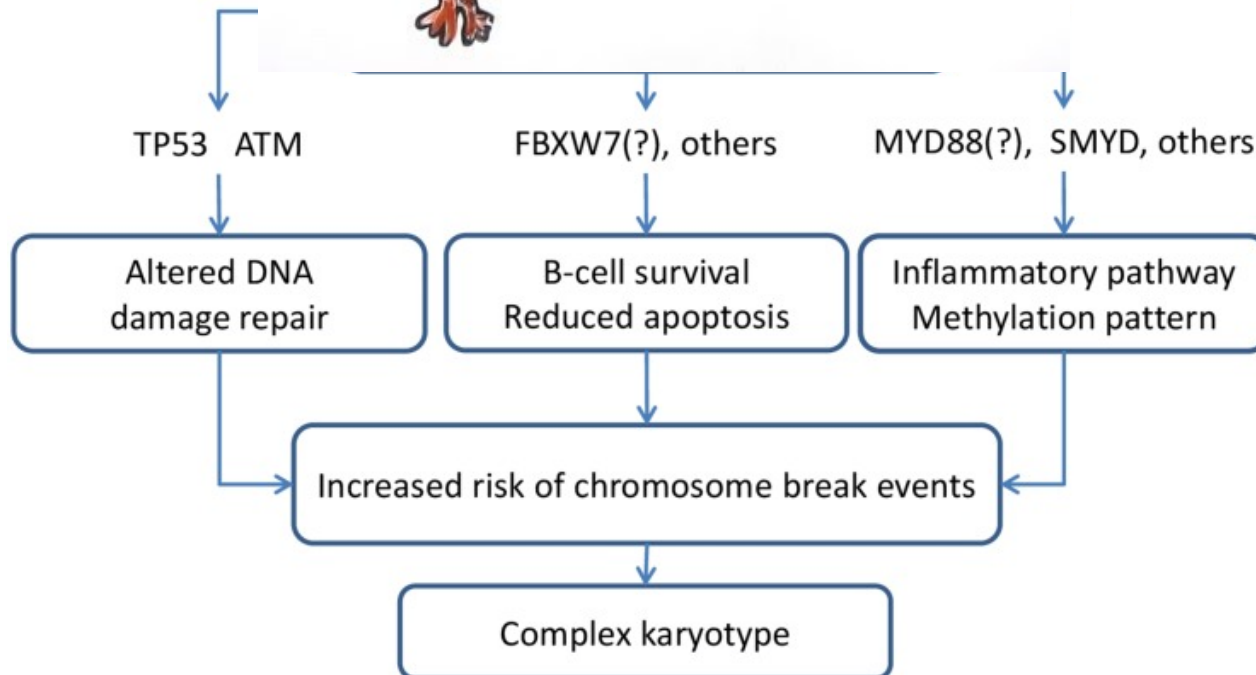 TP53 ATM
FBXW7(?), others
MYD88(?), SMYD, others
Altered DNA
damage repair
B-cell survival
Reduced apoptosis
Inflammatory pathway
Methylation pattern
Increased risk of chromosome break events
Complex karyotype